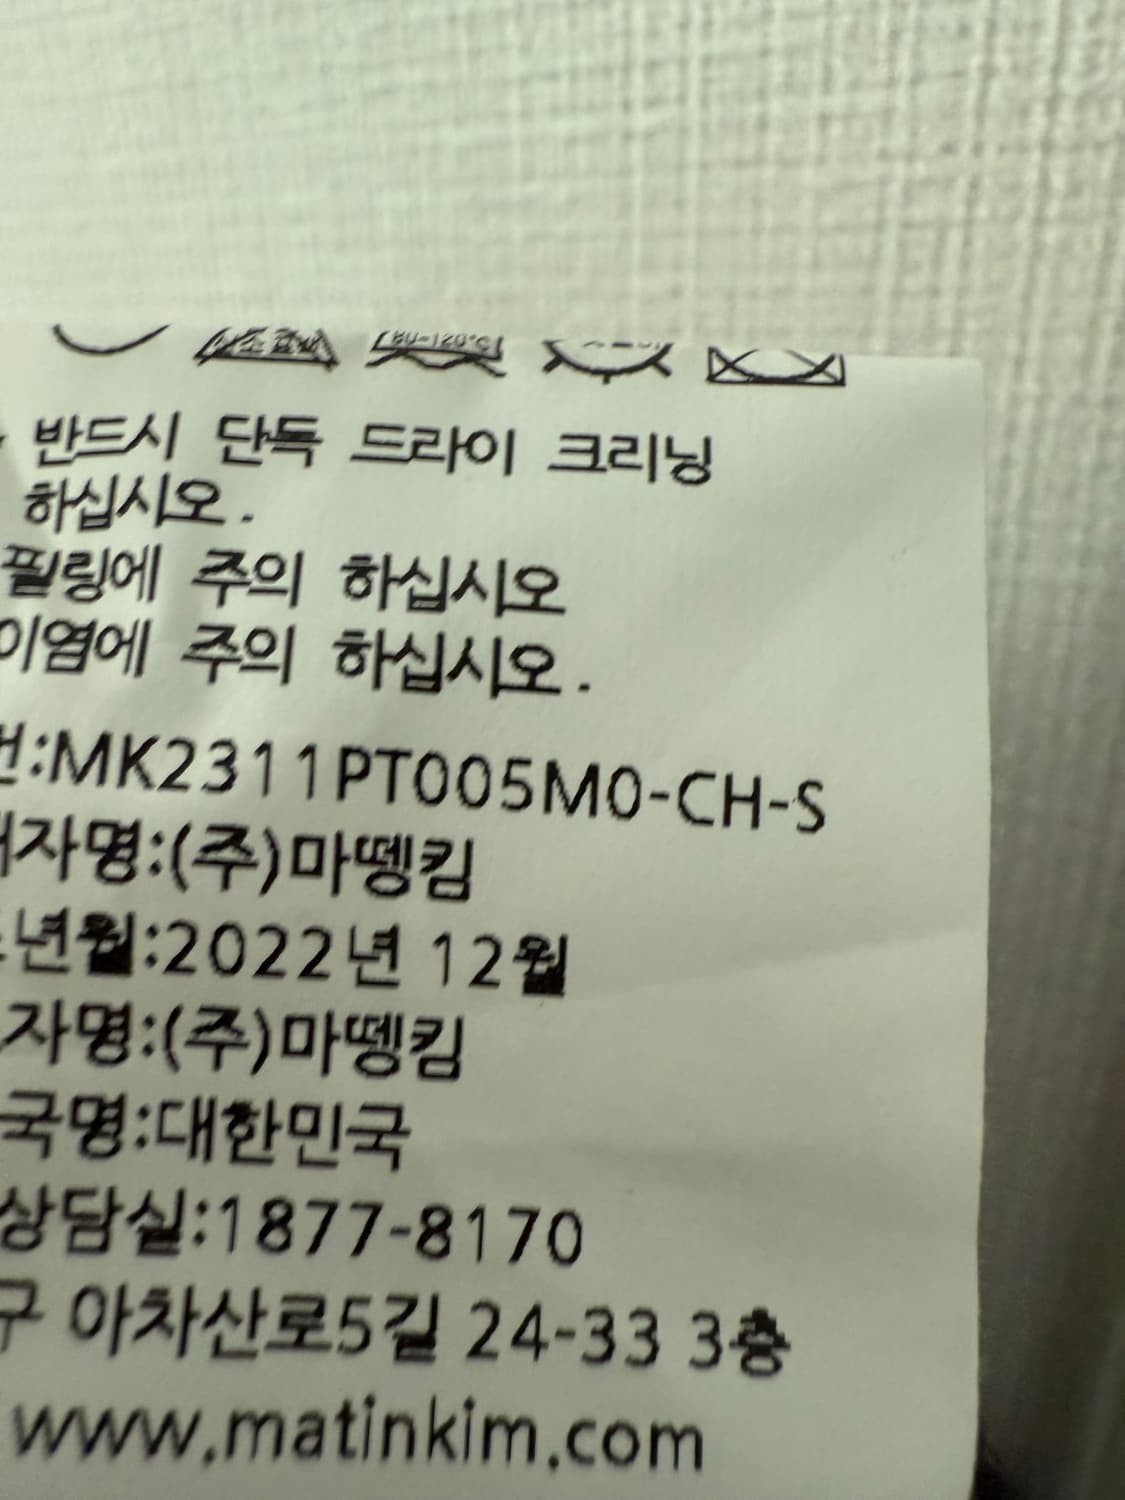 80-120°C
반드시 단독 드라이 크리닝
하십시오.
필링에 주의 하십시오
이염에 주의 하십시오.
번:MK2311PT005M0-CH-S
자명:(주)마뗑킴
년월:2022년 12월
자명:(주)마뗑킴
국명:대한민국
상담실:1877-8170
구 아차산로5길 24-33 3층
www.matinkim.com